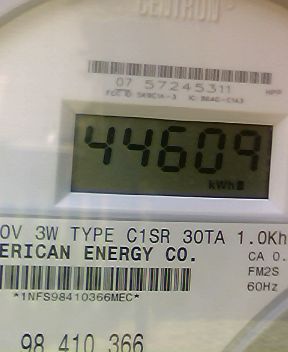 CENTRON
07 57245311
44609
kWh
0V 3W TYPE C1SR 30TA 1.0Kh
ERICAN ENERGY CO.
CA 0.
FM2S
60Hz
*1NFS98410366MEC*
98 410 366